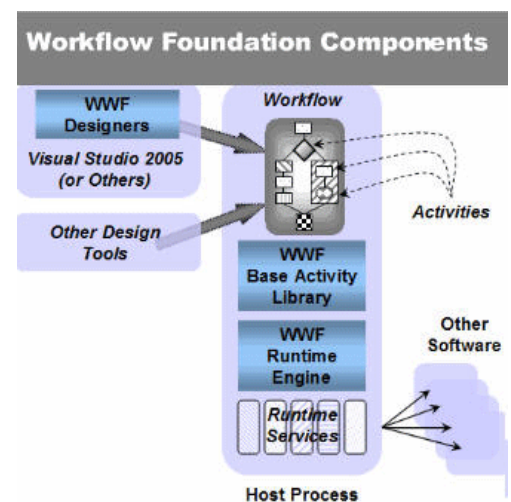 Workflow Foundation Components
WWF
Designers
Visual Studio 2005
(or Others)
Other Design
Tools
Workflow
Activities
WWF
Base Activity
Library
WWF
Runtime
Engine
Runtime
Services
Other
Software
Host Process